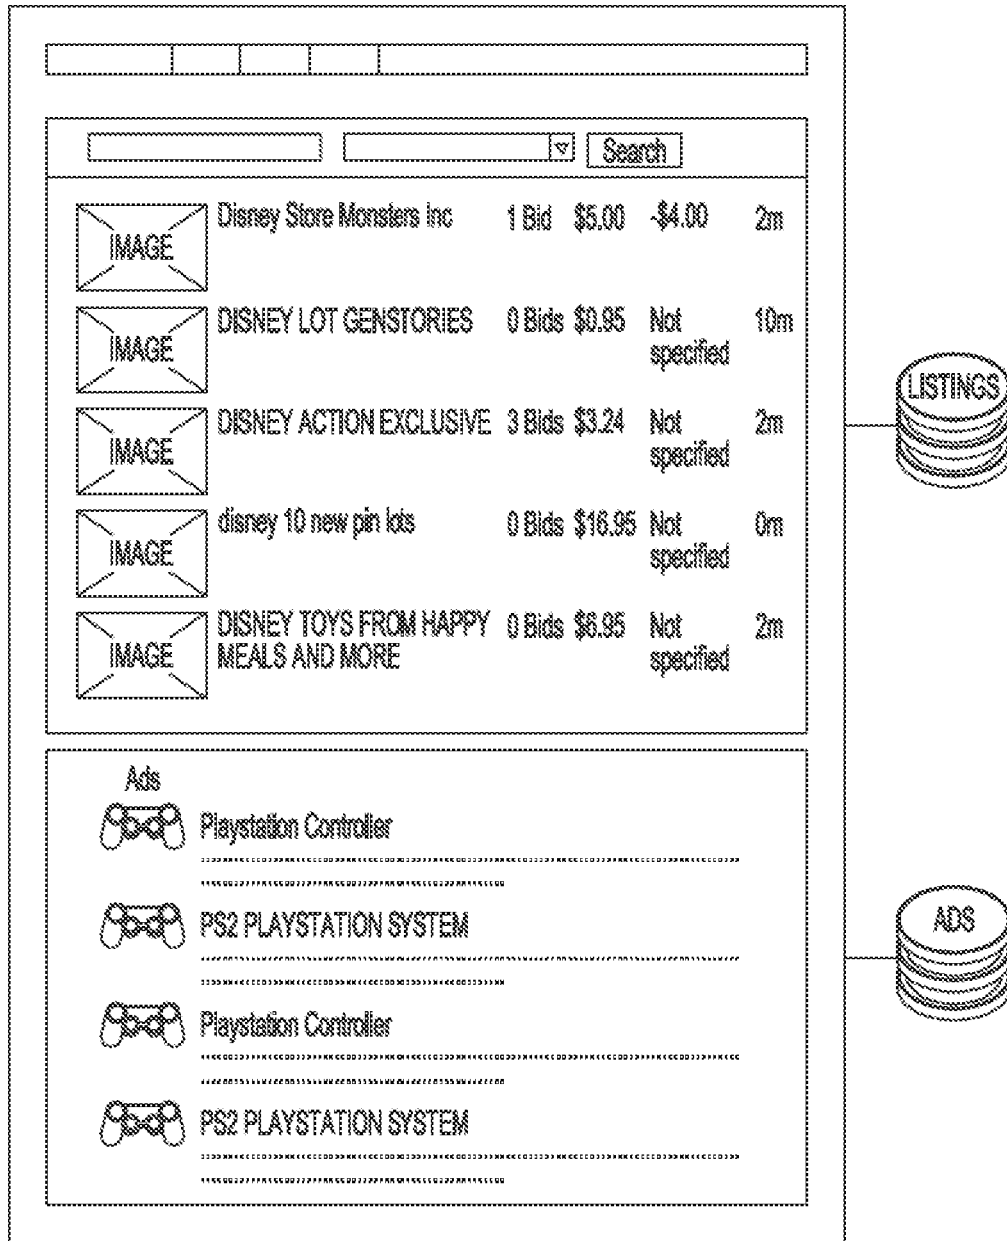 Search
IMAGE
Disney Store Monsters Inc 1 Bid $5.00 -$4.00 2m
IMAGE
DISNEY LOT GENSTORIES 0 Bids $0.95 Not specified 10m
IMAGE
DISNEY ACTION EXCLUSIVE 3 Bids $3.24 Not specified 2m
IMAGE
disney 10 new pin lots 0 Bids $16.95 Not specified 0m
IMAGE
DISNEY TOYS FROM HAPPY MEALS AND MORE 0 Bids $6.95 Not specified 2m
LISTINGS
Ads
Playstation Controller
PS2 PLAYSTATION SYSTEM
Playstation Controller
PS2 PLAYSTATION SYSTEM
ADS